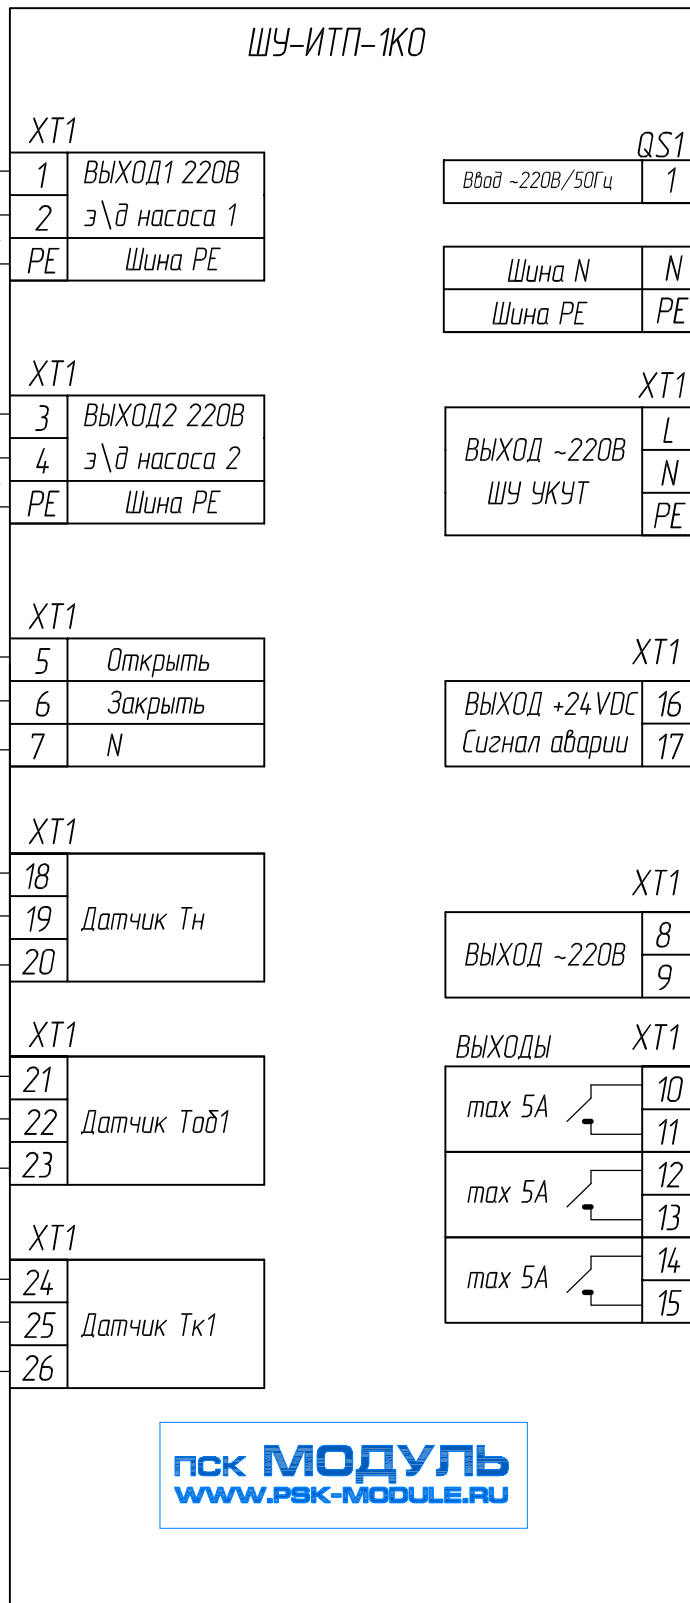 ШУ-ИТП-1КО
XT1
1 ВЫХОД1 220В
2 э\д насоса 1
PE Шина PE
XT1
3 ВЫХОД2 220В
4 э\д насоса 2
PE Шина PE
XT1
5 Открыть
6 Закрыть
7 N
XT1
18
19 Датчик Тн
20
XT1
21
22 Датчик Тоб1
23
XT1
24
25 Датчик Тк1
26
QS1
Ввод ~220В/50Гц 1
Шина N N
Шина PE PE
XT1
L
ВЫХОД ~220В
N
ШУ УКУТ
PE
XT1
ВЫХОД +24VDC 16
Сигнал аварии 17
XT1
8
ВЫХОД ~220В
9
ВЫХОДЫ XT1
10
max 5A
11
12
max 5A
13
14
max 5A
15
ПСК МОДУЛЬ
WWW.PSK-MODULE.RU